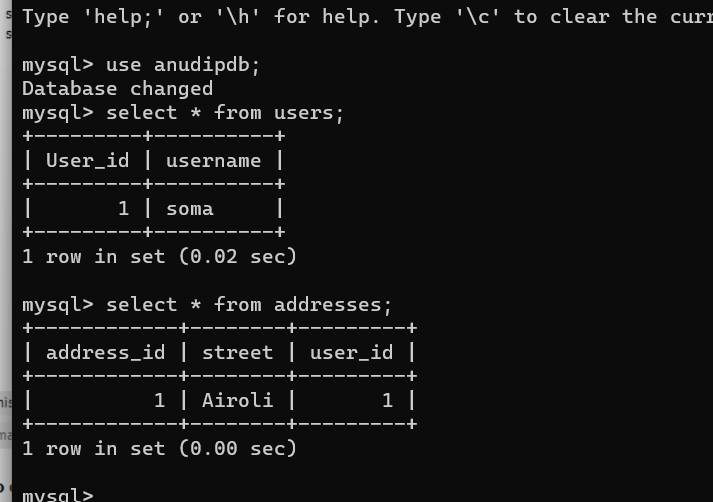 Type 'help;' or '\h' for help. Type '\c' to clear the curr
mysql> use anudipdb;
Database changed
mysql> select * from users;
+---------+----------+
| User_id | username |
+---------+----------+
|       1 | soma     |
+---------+----------+
1 row in set (0.02 sec)
mysql> select * from addresses;
+------------+--------+---------+
| address_id | street | user_id |
+------------+--------+---------+
|          1 | Airoli |       1 |
+------------+--------+---------+
1 row in set (0.00 sec)
mysql>